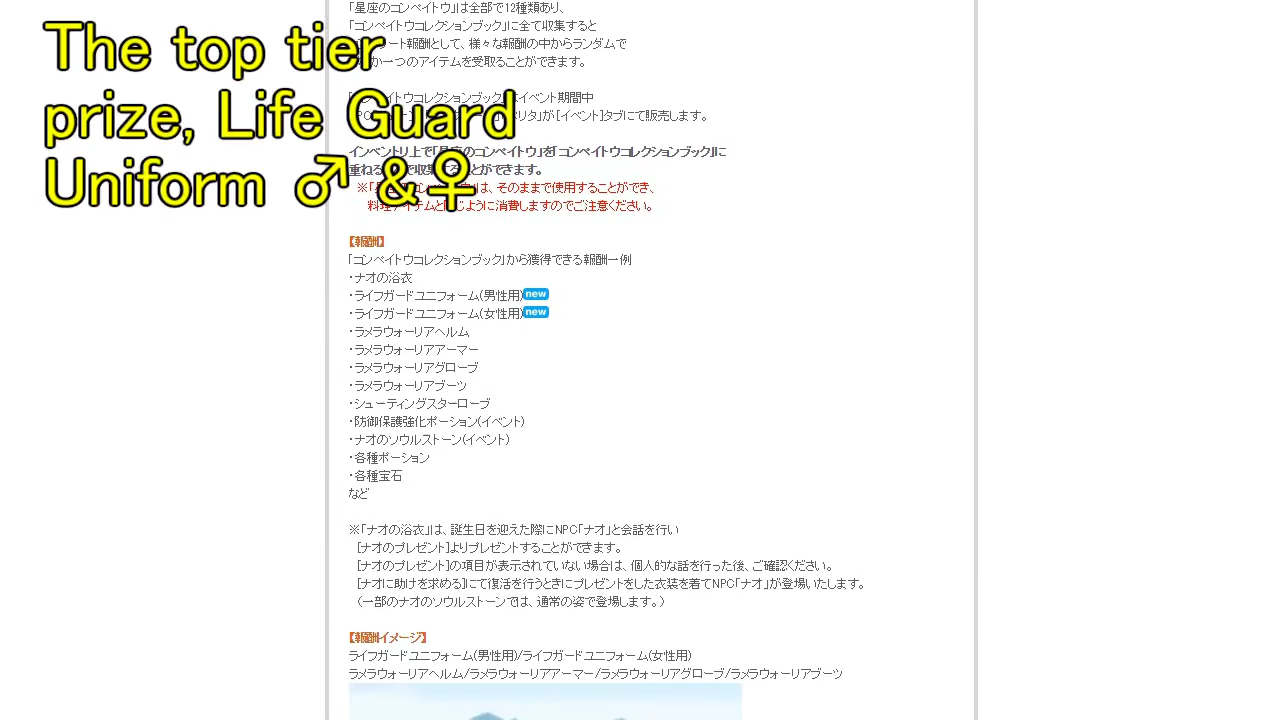 The top tier
prize, Life Guard
Uniform ♂ &♀
「星座のコンペイトウ」は全部で12種類あり、
「コンペイトウコレクションブック」に全て収集すると
ート報酬として、様々な報酬の中からランダムで
か一つのアイテムを受取ることができます。
イトウコレクションブック」はイベント期間中
が[イベント]タブにて販売します。
インベントリ上で「星座のコンペイトウ」を「コンペイトウコレクションブック」に
重ねる で収集することができます。
※「 」は、そのままで使用することができ、
料理アイテムと同じように消費しますのでご注意ください。
【報酬】
「コンペイトウコレクションブック」から獲得できる報酬一例
・ナオの浴衣
・ライフガードユニフォーム(男性用) new
・ライフガードユニフォーム(女性用) new
・ラメラウォーリアヘルム
・ラメラウォーリアアーマー
・ラメラウォーリアグローブ
・ラメラウォーリアブーツ
・シューティングスターローブ
・防御保護強化ポーション(イベント)
・ナオのソウルストーン(イベント)
・各種ポーション
・各種宝石
など
※「ナオの浴衣」は、誕生日を迎えた際にNPC「ナオ」と会話を行い
[ナオのプレゼント]よりプレゼントすることができます。
[ナオのプレゼント]の項目が表示されていない場合は、個人的な話を行った後、ご確認ください。
[ナオに助けを求める]にて復活を行うときにプレゼントをした衣装を着てNPC「ナオ」が登場いたします。
(一部のナオのソウルストーンでは、通常の姿で登場します。)
【報酬イメージ】
ライフガードユニフォーム(男性用)/ライフガードユニフォーム(女性用)
ラメラウォーリアヘルム/ラメラウォーリアアーマー/ラメラウォーリアグローブ/ラメラウォーリアブーツ